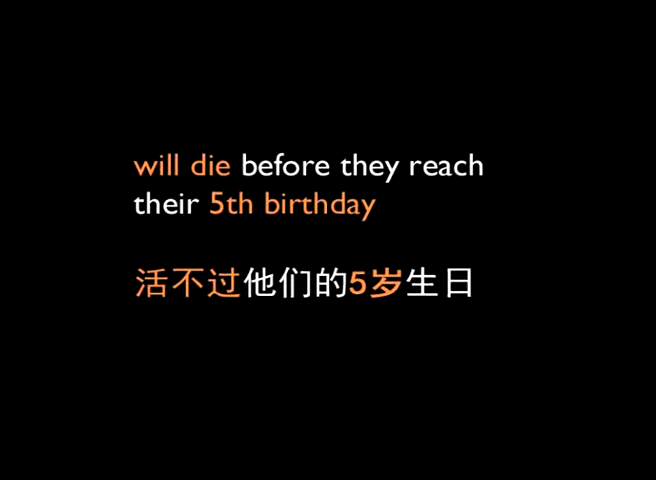 will die before they reach
their 5th birthday
活不过他们的5岁生日